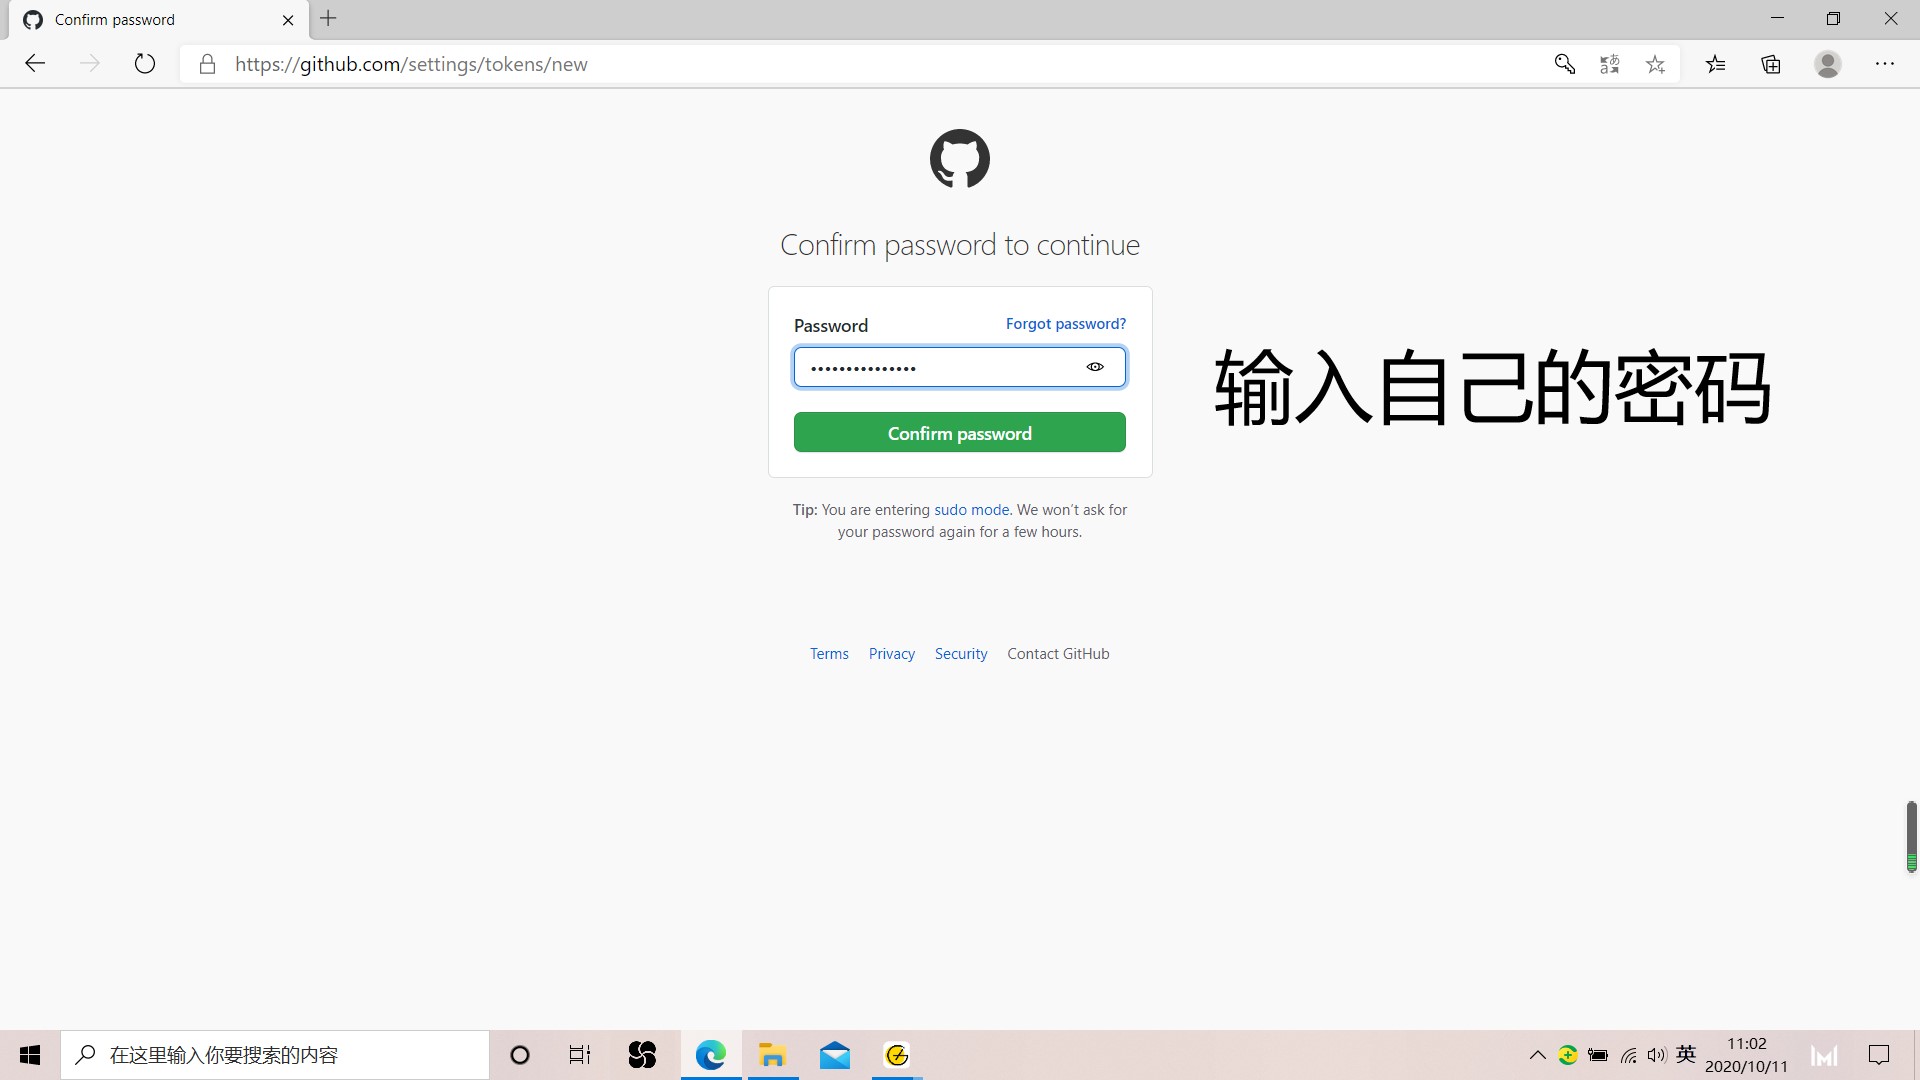 Confirm password
https://github.com/settings/tokens/new
Confirm password to continue
Password
Forgot password?
•••••••••••••••
Confirm password
输入自己的密码
Tip: You are entering sudo mode. We won't ask for
your password again for a few hours.
Terms
Privacy
Security
Contact GitHub
在这里输入你要搜索的内容
英
11:02
2020/10/11